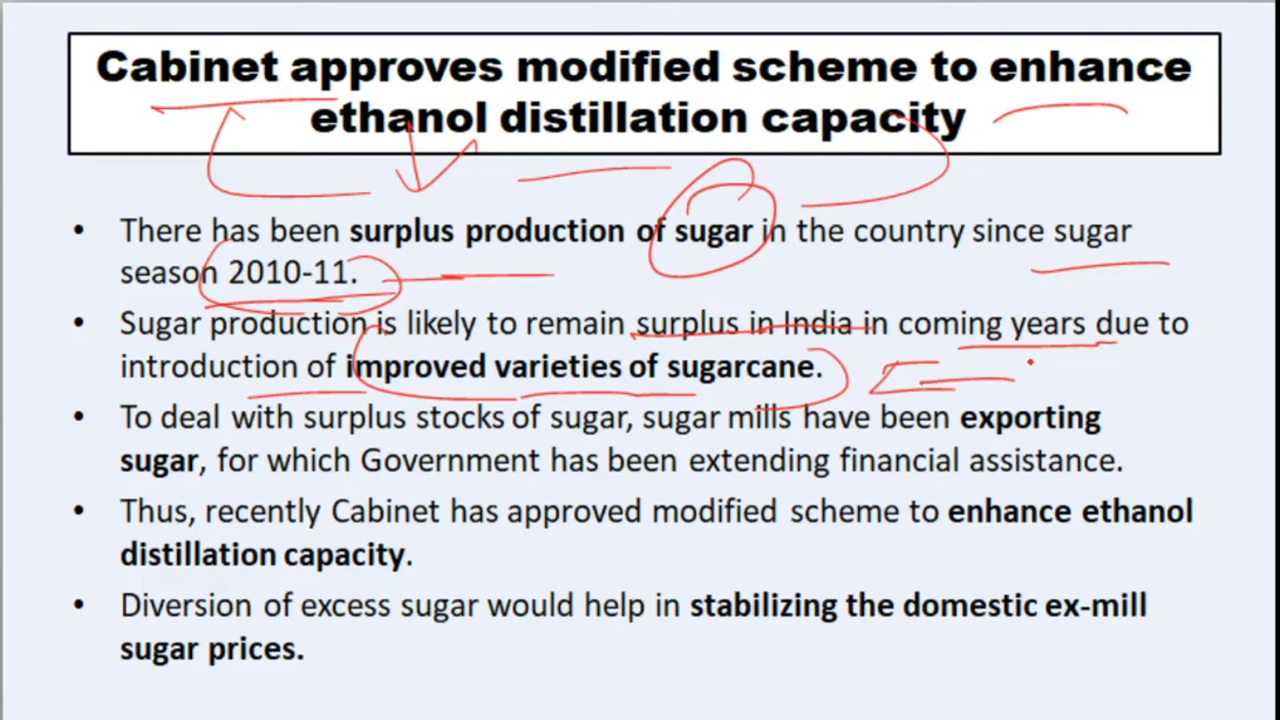 Cabinet approves modified scheme to enhance
ethanol distillation capacity
• There has been surplus production of sugar in the country since sugar
season 2010-11.
• Sugar production is likely to remain surplus in India in coming years due to
introduction of improved varieties of sugarcane.
• To deal with surplus stocks of sugar, sugar mills have been exporting
sugar, for which Government has been extending financial assistance.
• Thus, recently Cabinet has approved modified scheme to enhance ethanol
distillation capacity.
• Diversion of excess sugar would help in stabilizing the domestic ex-mill
sugar prices.